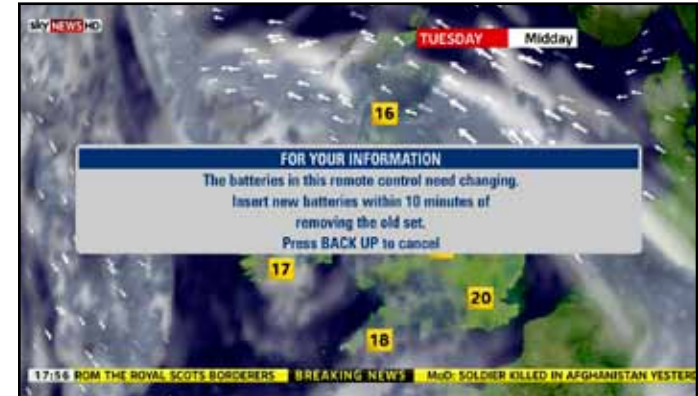 sky NEWS HD
TUESDAY Midday
16
FOR YOUR INFORMATION
The batteries in this remote control need changing.
Insert new batteries within 10 minutes of
removing the old set.
Press BACK UP to cancel
17
20
18
17:56 ROM THE ROYAL SCOTS BORDERERS BREAKING NEWS MoD: SOLDIER KILLED IN AFGHANISTAN YESTERD